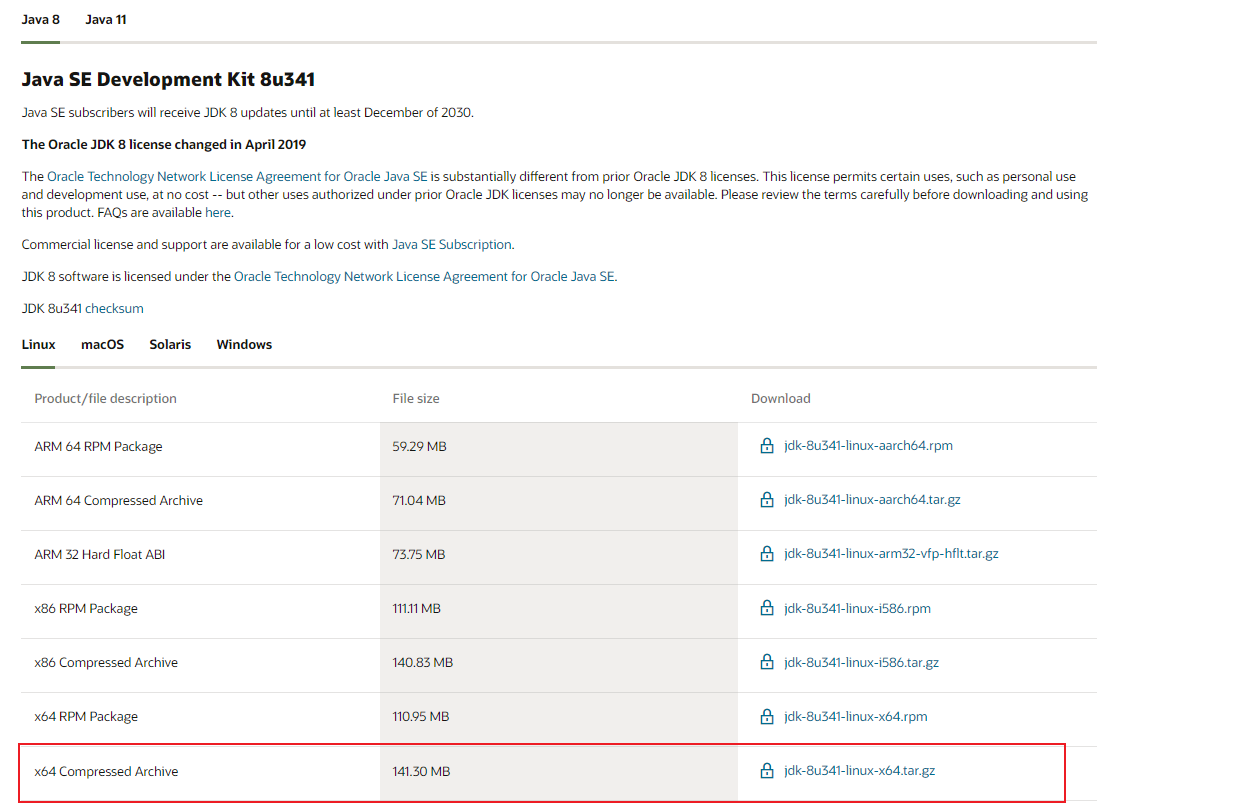 Java 8 Java 11
Java SE Development Kit 8u341
Java SE subscribers will receive JDK 8 updates until at least December of 2030.
The Oracle JDK 8 license changed in April 2019
The Oracle Technology Network License Agreement for Oracle Java SE is substantially different from prior Oracle JDK 8 licenses. This license permits certain uses, such as personal use
and development use, at no cost -- but other uses authorized under prior Oracle JDK licenses may no longer be available. Please review the terms carefully before downloading and using
this product. FAQs are available here.
Commercial license and support are available for a low cost with Java SE Subscription.
JDK 8 software is licensed under the Oracle Technology Network License Agreement for Oracle Java SE.
JDK 8u341 checksum
Linux macOS Solaris Windows
Product/file description File size Download
ARM 64 RPM Package 59.29 MB jdk-8u341-linux-aarch64.rpm
ARM 64 Compressed Archive 71.04 MB jdk-8u341-linux-aarch64.tar.gz
ARM 32 Hard Float ABI 73.75 MB jdk-8u341-linux-arm32-vfp-hflt.tar.gz
x86 RPM Package 111.11 MB jdk-8u341-linux-i586.rpm
x86 Compressed Archive 140.83 MB jdk-8u341-linux-i586.tar.gz
x64 RPM Package 110.95 MB jdk-8u341-linux-x64.rpm
x64 Compressed Archive 141.30 MB jdk-8u341-linux-x64.tar.gz